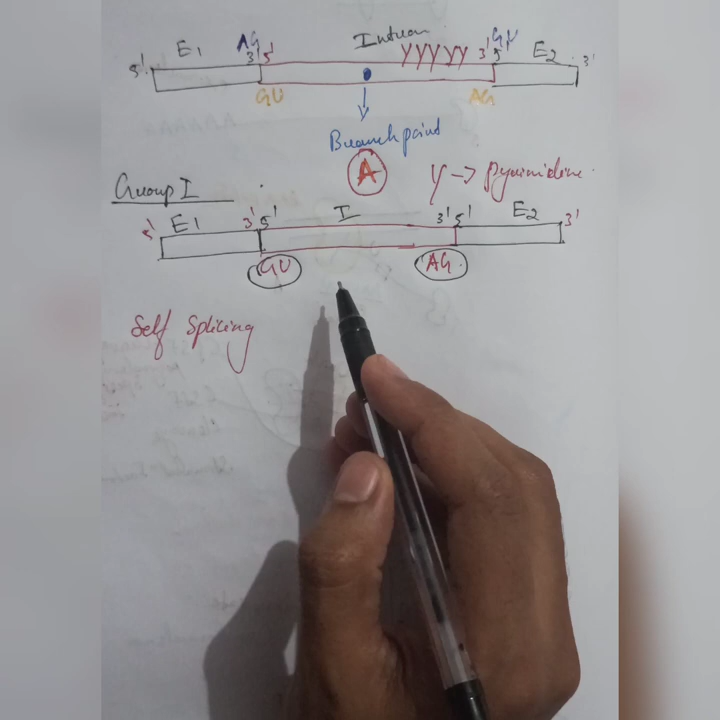 5' E1 AG 3' 5' Intron YYYYY 3' GU 5' E2 3'
GU AG
Branch point
A Y → pyrimidine.
Group I
5' E1 3' 5' I 3' 5' E2 3'
GU AG
Self Splicing